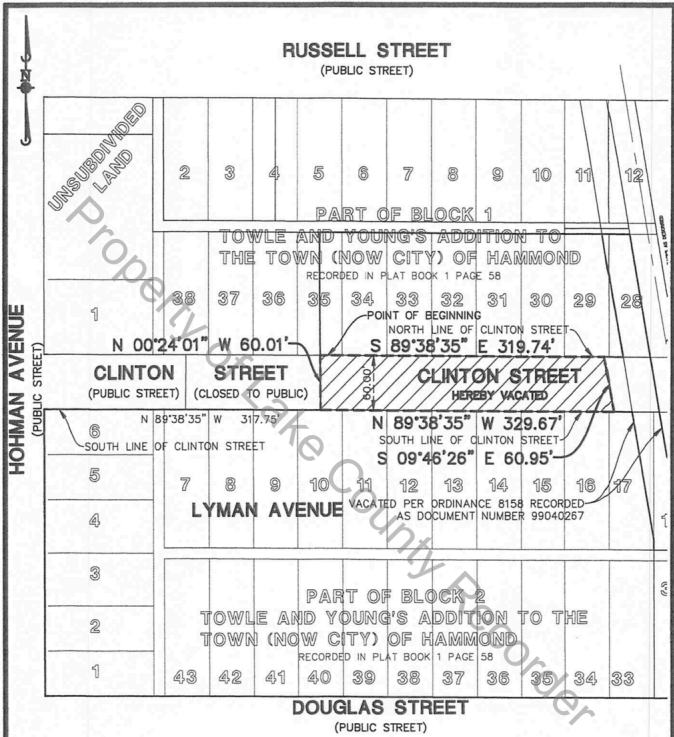 N
RUSSELL STREET
(PUBLIC STREET)
UNSUBDIVIDED
LAND
2 3 4 5 6 7 8 9 10 11 12
PART OF BLOCK 1
TOWLE AND YOUNG'S ADDITION TO
THE TOWN (NOW CITY) OF HAMMOND
RECORDED IN PLAT BOOK 1 PAGE 58
1
38 37 36 35 34 33 32 31 30 29 28
POINT OF BEGINNING
NORTH LINE OF CLINTON STREET
N 00°24'01" W 60.01'
S 89°38'35" E 319.74'
HOHMAN AVENUE
(PUBLIC STREET)
CLINTON STREET
(PUBLIC STREET) (CLOSED TO PUBLIC)
60.00'
CLINTON STREET
HEREBY VACATED
N 89°38'35" W 317.75'
SOUTH LINE OF CLINTON STREET
N 89°38'35" W 329.67'
SOUTH LINE OF CLINTON STREET
S 09°46'26" E 60.95'
6
5
4
3
2
1
7 8 9 10 11 12 13 14 15 16 17
LYMAN AVENUE
VACATED PER ORDINANCE 8158 RECORDED
AS DOCUMENT NUMBER 99040267
PART OF BLOCK 2
TOWLE AND YOUNG'S ADDITION TO THE
TOWN (NOW CITY) OF HAMMOND
RECORDED IN PLAT BOOK 1 PAGE 58
43 42 41 40 39 38 37 36 35 34 33
DOUGLAS STREET
(PUBLIC STREET)
Property of Lake County Recorder